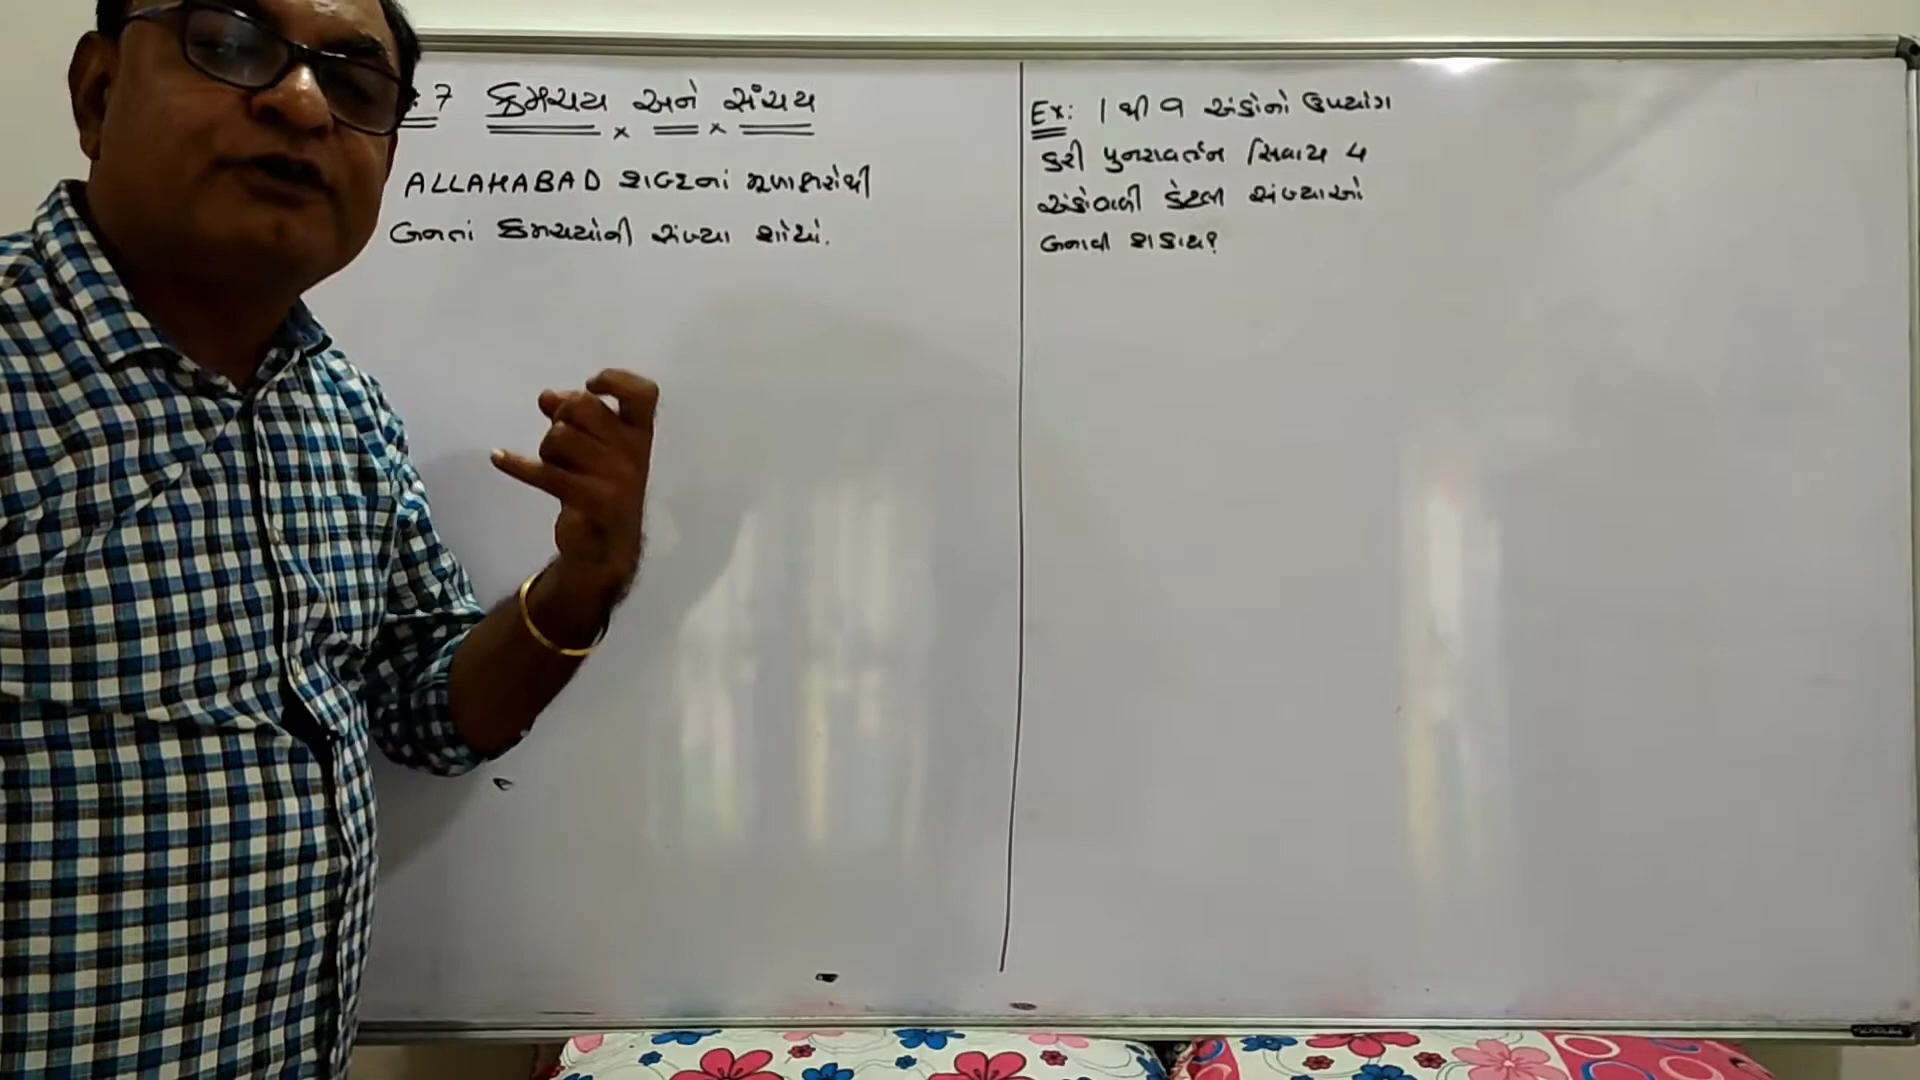 : 7 ક્રમચય અને સંચય
ALLAHABAD શબ્દનાં મૂળાક્ષરોથી
બનતાં ક્રમચયોની સંખ્યા શોધો.
Ex: 1 થી 9 અંકોનો ઉપયોગ
કરી પુનરાવર્તન સિવાય 4
અંકોવાળી કેટલી સંખ્યાઓ
બનાવી શકાય?